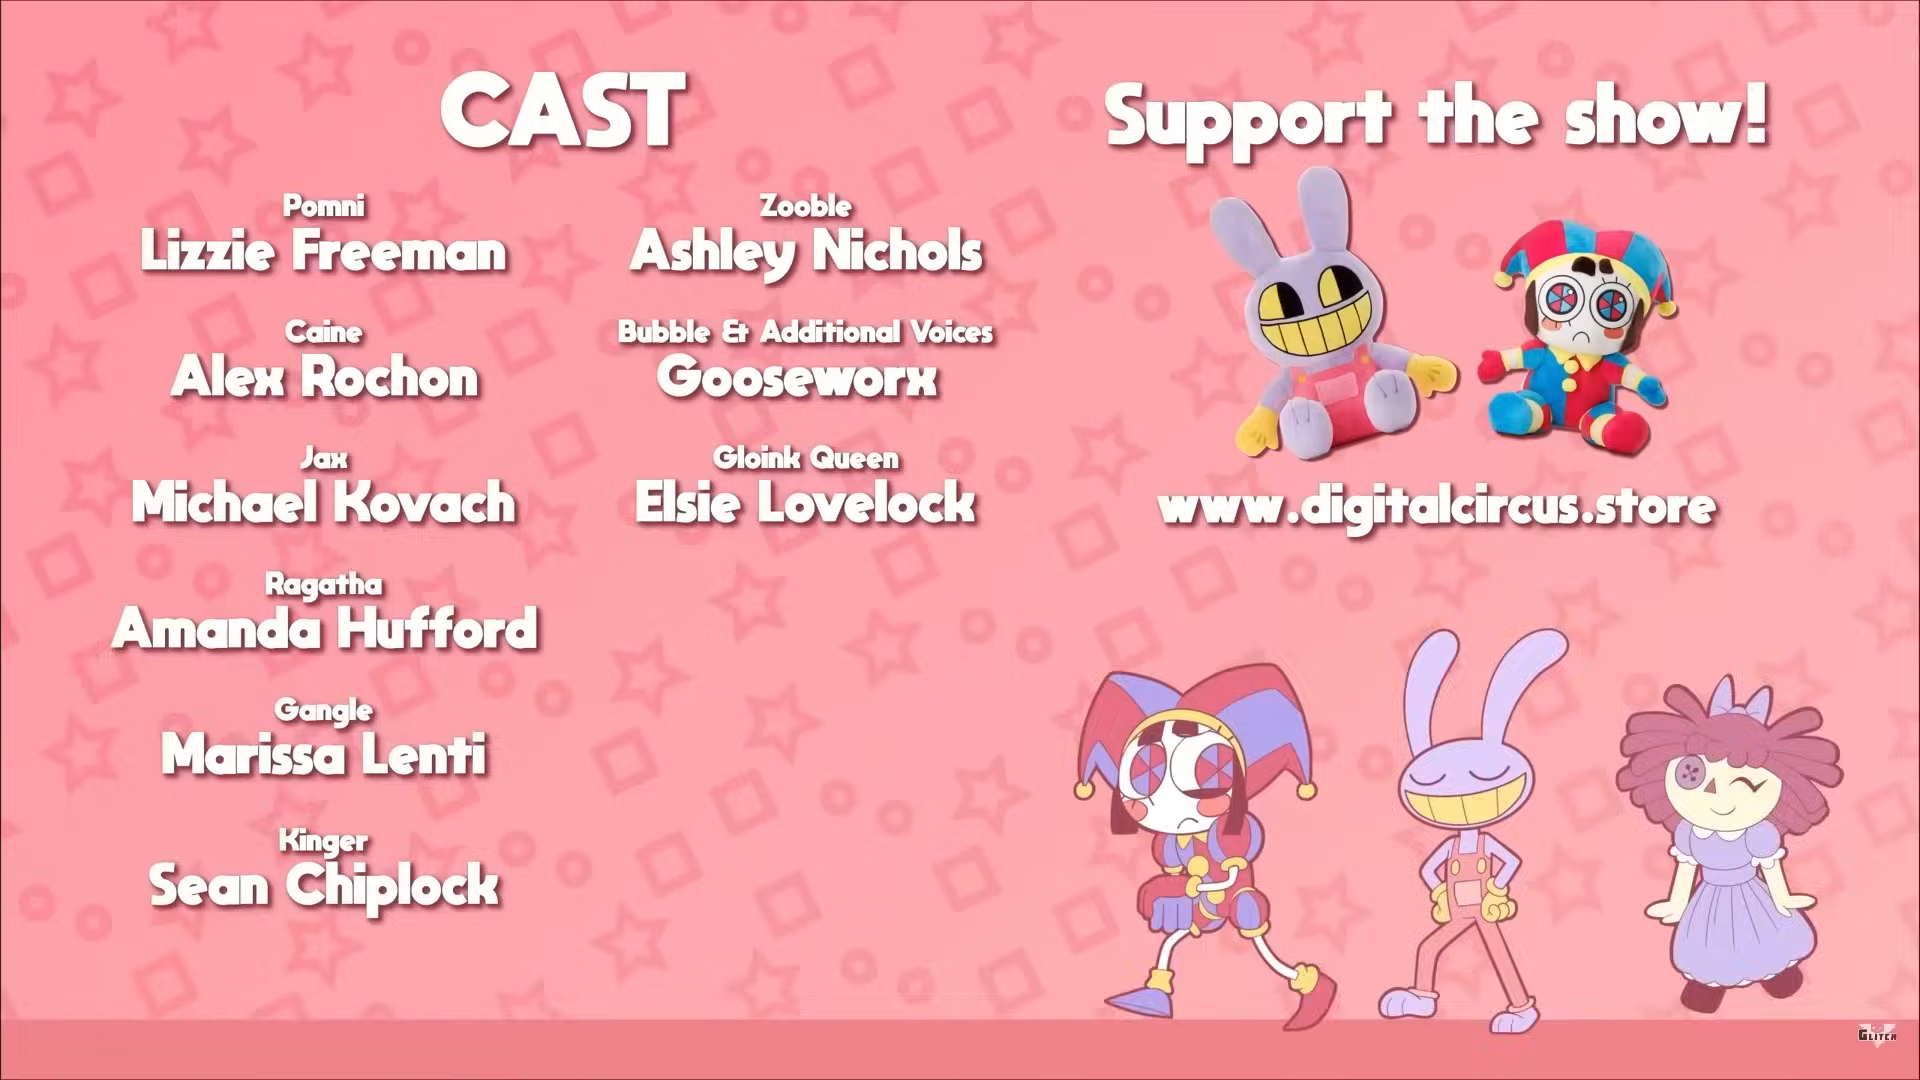 CAST
Pomni
Lizzie Freeman
Caine
Alex Rochon
Jax
Michael Kovach
Ragatha
Amanda Hufford
Gangle
Marissa Lenti
Kinger
Sean Chiplock
Zooble
Ashley Nichols
Bubble & Additional Voices
Gooseworx
Gloink Queen
Elsie Lovelock
Support the show!
www.digitalcircus.store
GLITCH